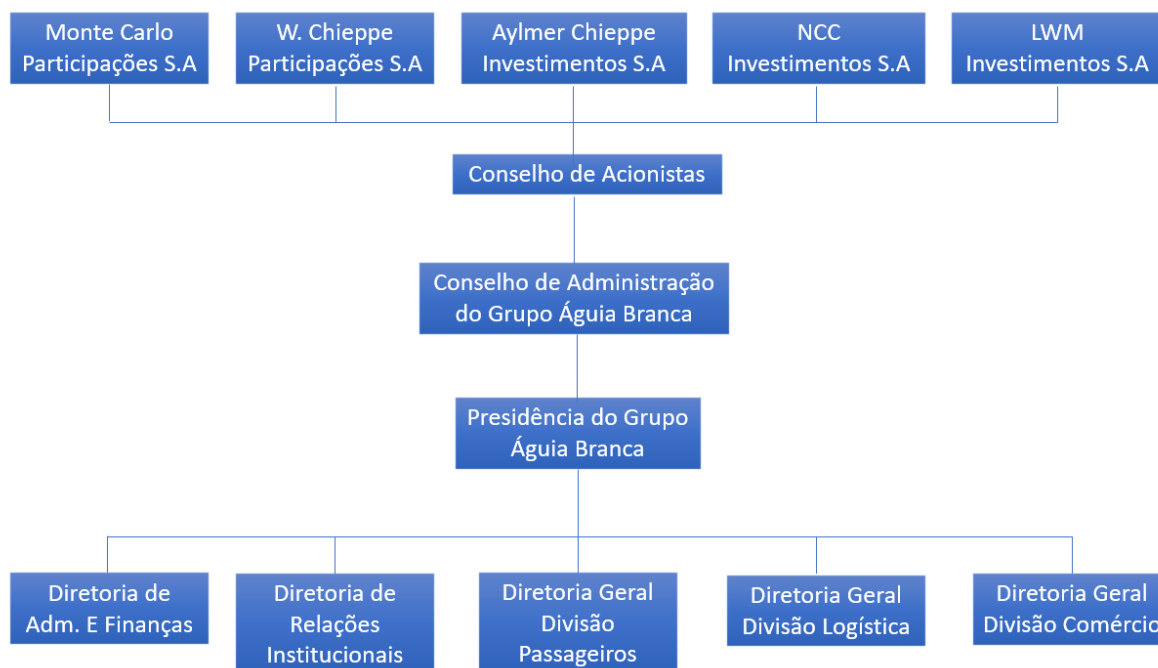 Monte Carlo
Participações S.A
W. Chieppe
Participações S.A
Aylmer Chieppe
Investimentos S.A
NCC
Investimentos S.A
LWM
Investimentos S.A
Conselho de Acionistas
Conselho de Administração
do Grupo Águia Branca
Presidência do Grupo
Águia Branca
Diretoria de
Adm. E Finanças
Diretoria de
Relações
Institucionais
Diretoria Geral
Divisão
Passageiros
Diretoria Geral
Divisão Logística
Diretoria Geral
Divisão Comércio